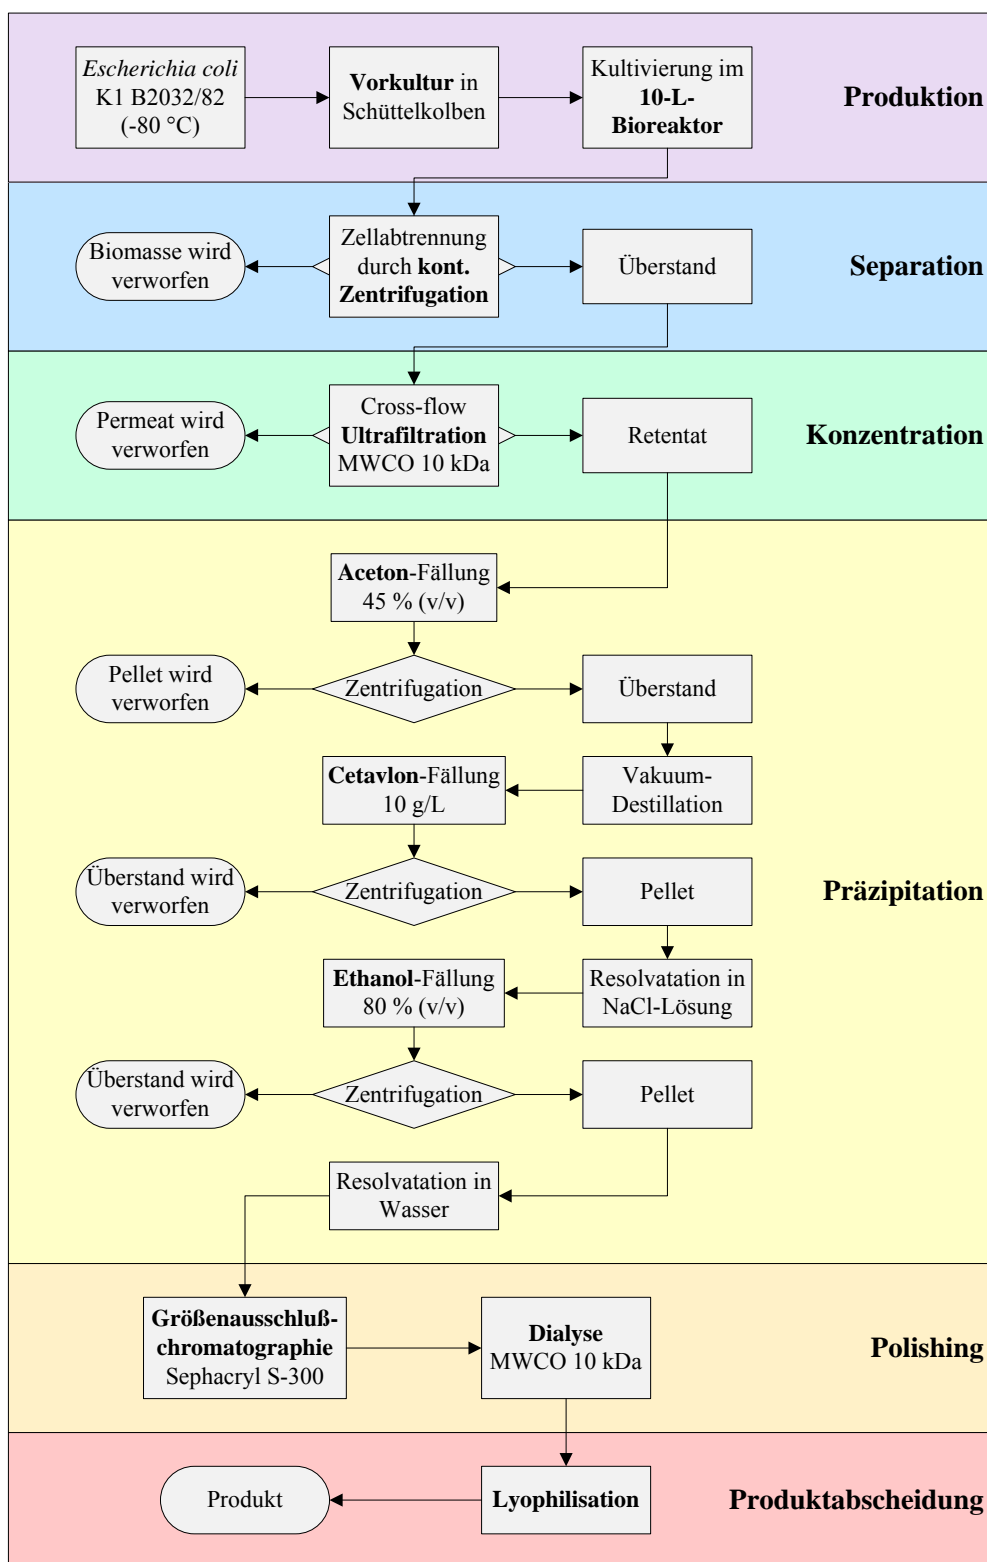 Escherichia coli
K1 B2032/82
(-80 °C)
Vorkultur in
Schüttelkolben
Kultivierung im
10-L-
Bioreaktor
Produktion
Biomasse wird
verworfen
Zellabtrennung
durch kont.
Zentrifugation
Überstand
Separation
Permeat wird
verworfen
Cross-flow
Ultrafiltration
MWCO 10 kDa
Retentat
Konzentration
Aceton-Fällung
45 % (v/v)
Pellet wird
verworfen
Zentrifugation
Überstand
Cetavlon-Fällung
10 g/L
Vakuum-
Destillation
Überstand wird
verworfen
Zentrifugation
Pellet
Präzipitation
Ethanol-Fällung
80 % (v/v)
Resolvatation in
NaCl-Lösung
Überstand wird
verworfen
Zentrifugation
Pellet
Resolvatation in
Wasser
Größenausschluß-
chromatographie
Sephacryl S-300
Dialyse
MWCO 10 kDa
Polishing
Produkt
Lyophilisation
Produktabscheidung